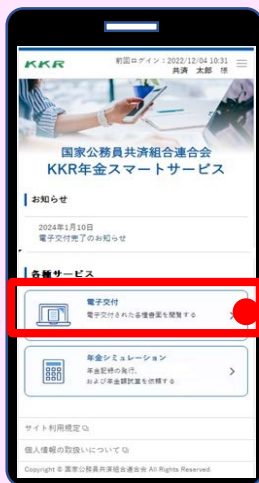 KKR
前回ログイン:2022/12/04 10:31
共済 太郎 様
国家公務員共済組合連合会
KKR年金スマートサービス
お知らせ
2024年1月10日
電子交付完了のお知らせ
各種サービス
電子交付
電子交付された各種書面を閲覧する
年金シミュレーション
年金記録の発行、
および年金額試算を依頼する
サイト利用規定
個人情報の取扱いについて
Copyright © 国家公務員共済組合連合会 All Rights Reserved.